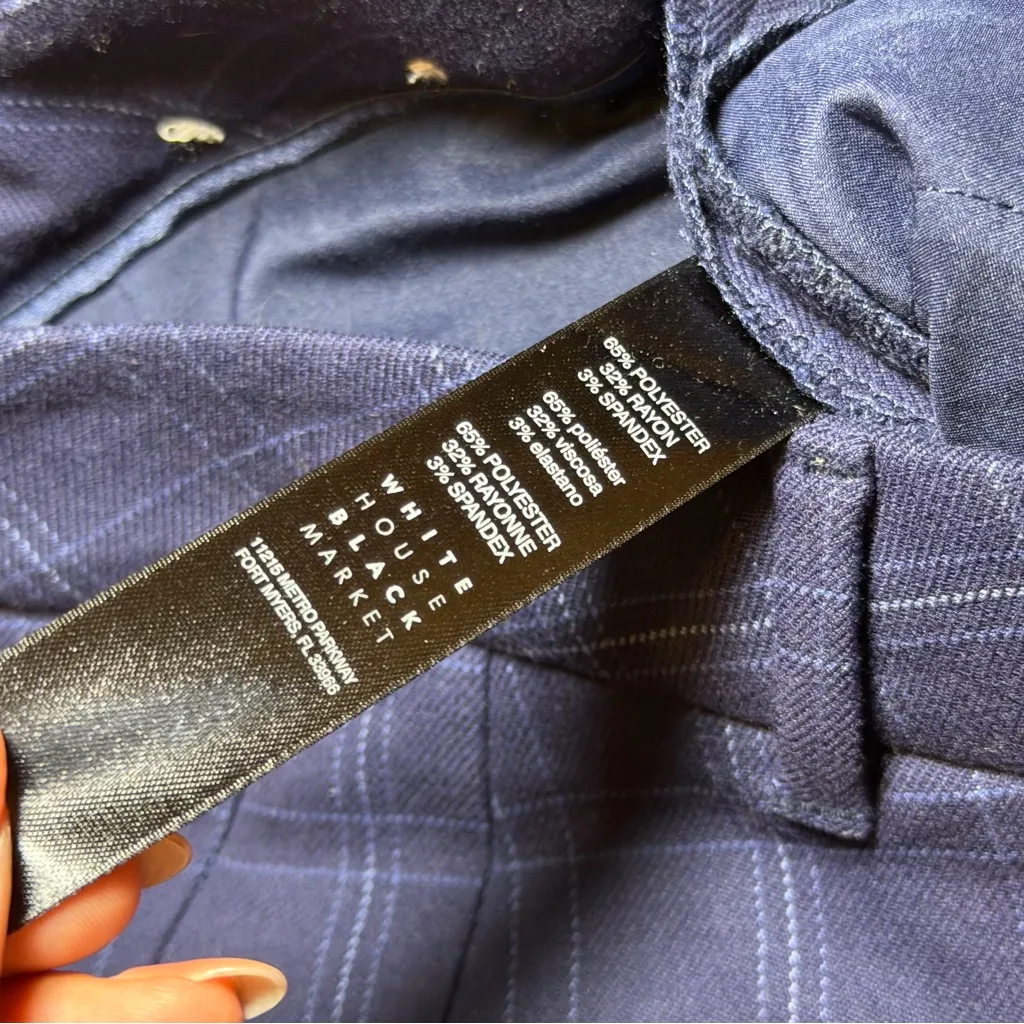 65% POLYESTER
32% RAYON
3% SPANDEX
65% poliéster
32% viscosa
3% elastano
65% POLYESTER
32% RAYONNE
3% SPANDEX
WHITE
HOUSE
BLACK
MARKET
11215 METRO PARKWAY
FORT MYERS, FL 33966